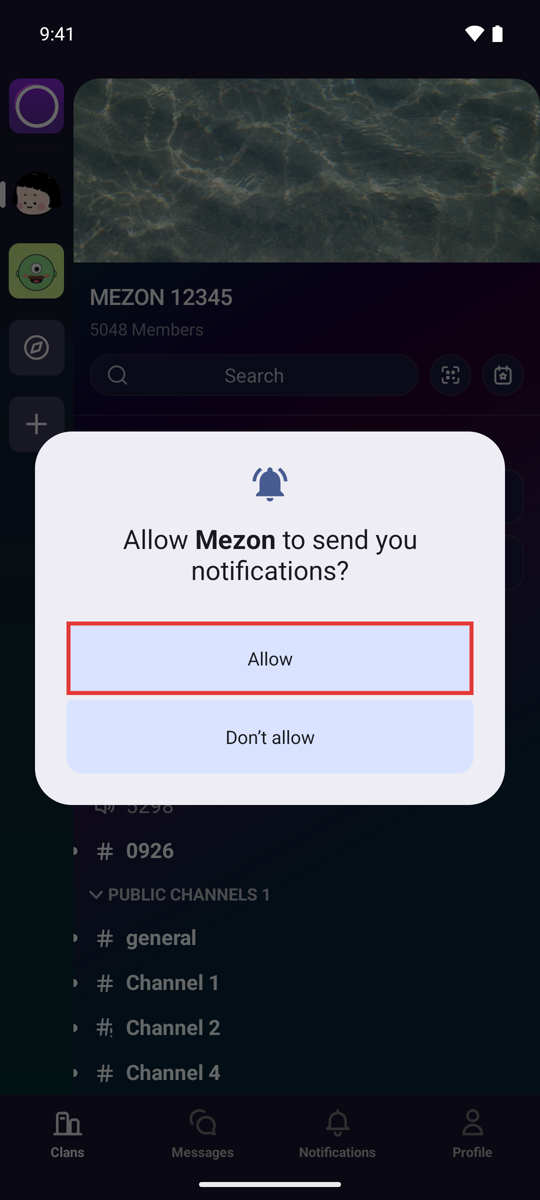 9:41
MEZON 12345
5048 Members
Search
Allow Mezon to send you
notifications?
Allow
Don’t allow
5298
# 0926
PUBLIC CHANNELS 1
# general
# Channel 1
# Channel 2
# Channel 4
Clans
Messages
Notifications
Profile